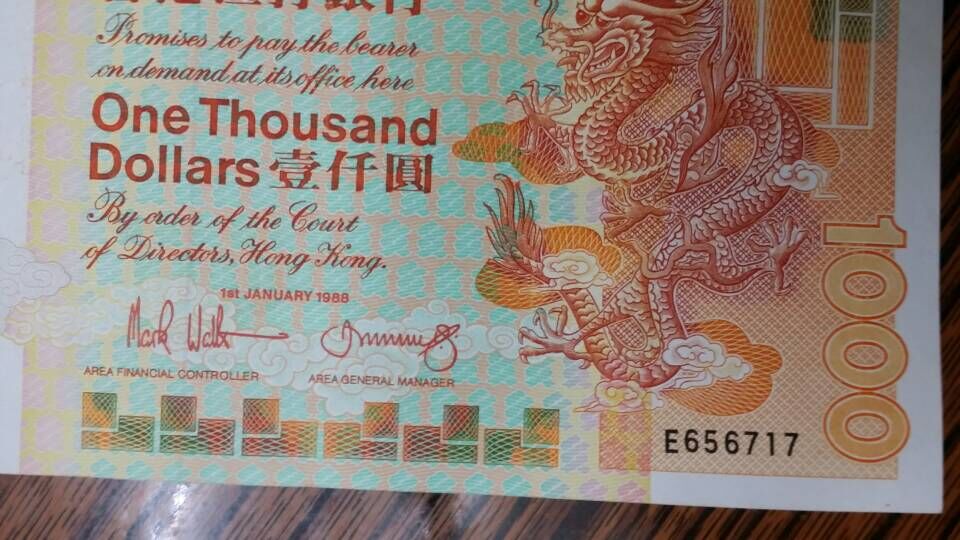 Promises to pay the bearer
on demand at its office here
One Thousand
Dollars 壹仟圓
By order of the Court
of Directors, Hong Kong.
1st JANUARY 1988
AREA FINANCIAL CONTROLLER
AREA GENERAL MANAGER
E656717
1000